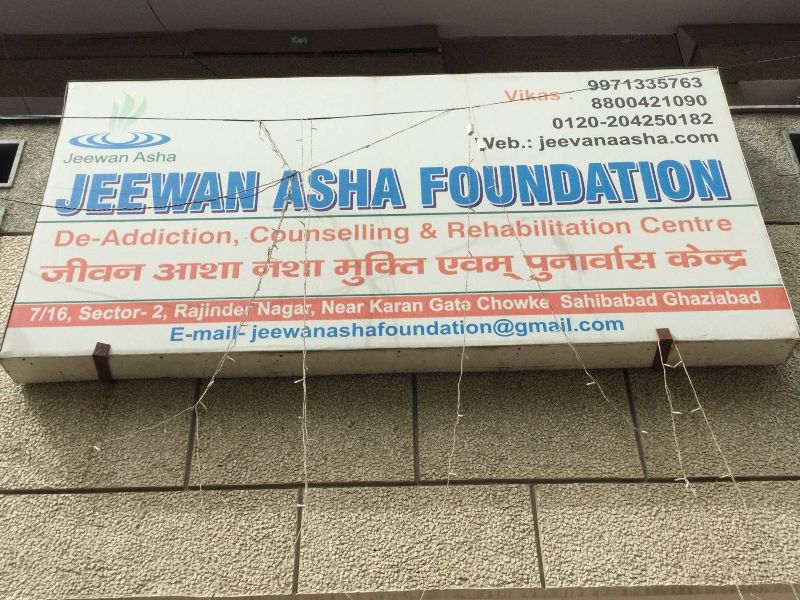 Jeewan Asha
Vikas : 9971335763
8800421090
0120-204250182
Web.: jeevanaasha.com
JEEWAN ASHA FOUNDATION
De-Addiction, Counselling & Rehabilitation Centre
जीवन आशा नशा मुक्ति एवम् पुनार्वास केन्द्र
7/16, Sector- 2, Rajinder Nagar, Near Karan Gate Chowke, Sahibabad Ghaziabad
E-mail- jeewanashafoundation@gmail.com